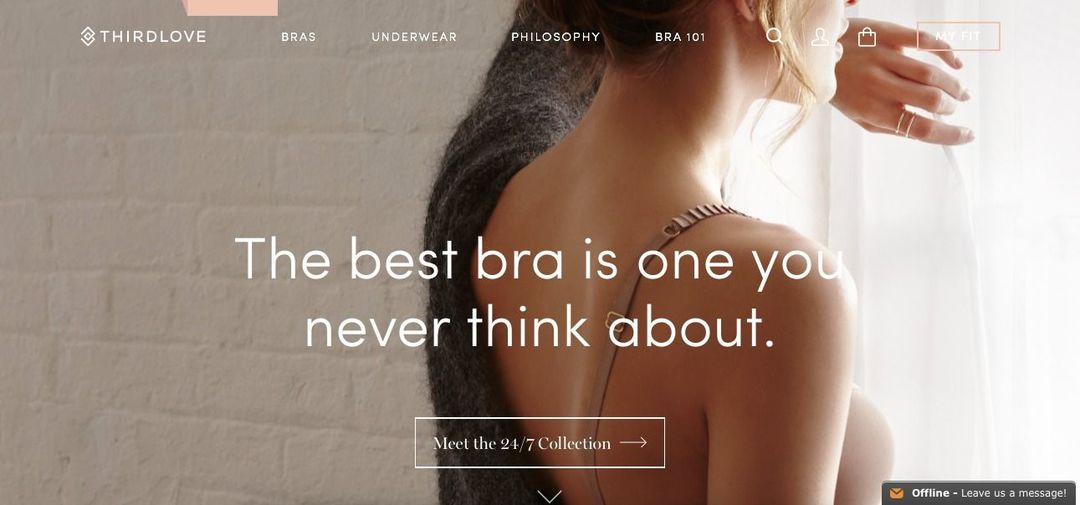 THIRDLOVE
BRAS
UNDERWEAR
PHILOSOPHY
BRA 101
MY FIT
The best bra is one you
never think about.
Meet the 24/7 Collection
Offline - Leave us a message!